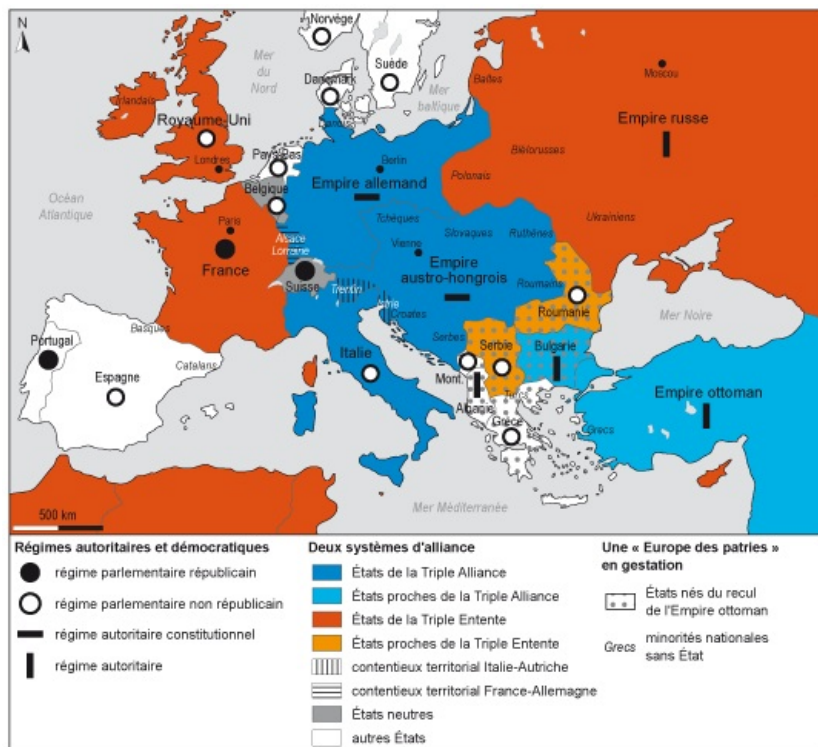 N
Norvège
Mer
du
Nord
Suède
Danemark
Mer
baltique
Baltes
Moscou
Irlandais
Royaume-Uni
Londres
Danois
Pays-Bas
Berlin
Empire russe
Biélorusses
Belgique
Empire allemand
Polonais
Océan
Atlantique
Paris
France
Alsace
Lorraine
Tchèques
Slovaques
Ruthènes
Ukrainiens
Vienne
Empire
austro-hongrois
Suisse
Trentin
Istrie
Croates
Roumains
Roumanie
Mer Noire
Basques
Portugal
Espagne
Catalans
Italie
Serbes
Serbie
Bulgarie
Mont.
Albanie
Grecs
Grèce
Grecs
Empire ottoman
Mer Méditerranée
500 km
Régimes autoritaires et démocratiques
régime parlementaire républicain
régime parlementaire non républicain
régime autoritaire constitutionnel
régime autoritaire
Deux systèmes d'alliance
États de la Triple Alliance
États proches de la Triple Alliance
États de la Triple Entente
États proches de la Triple Entente
contentieux territorial Italie-Autriche
contentieux territorial France-Allemagne
États neutres
autres États
Une « Europe des patries »
en gestation
États nés du recul
de l'Empire ottoman
Grecs
minorités nationales
sans État